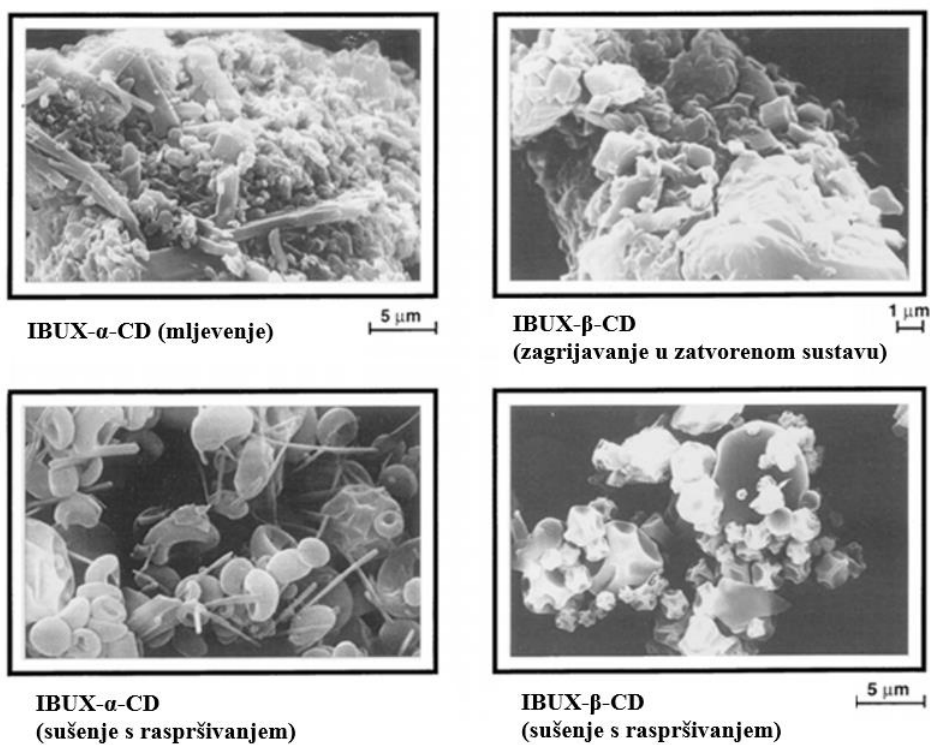 IBUX-α-CD (mljevenje)
5 μm
IBUX-β-CD
(zagrijavanje u zatvorenom sustavu)
1 μm
IBUX-α-CD
(sušenje s raspršivanjem)
IBUX-β-CD
(sušenje s raspršivanjem)
5 μm